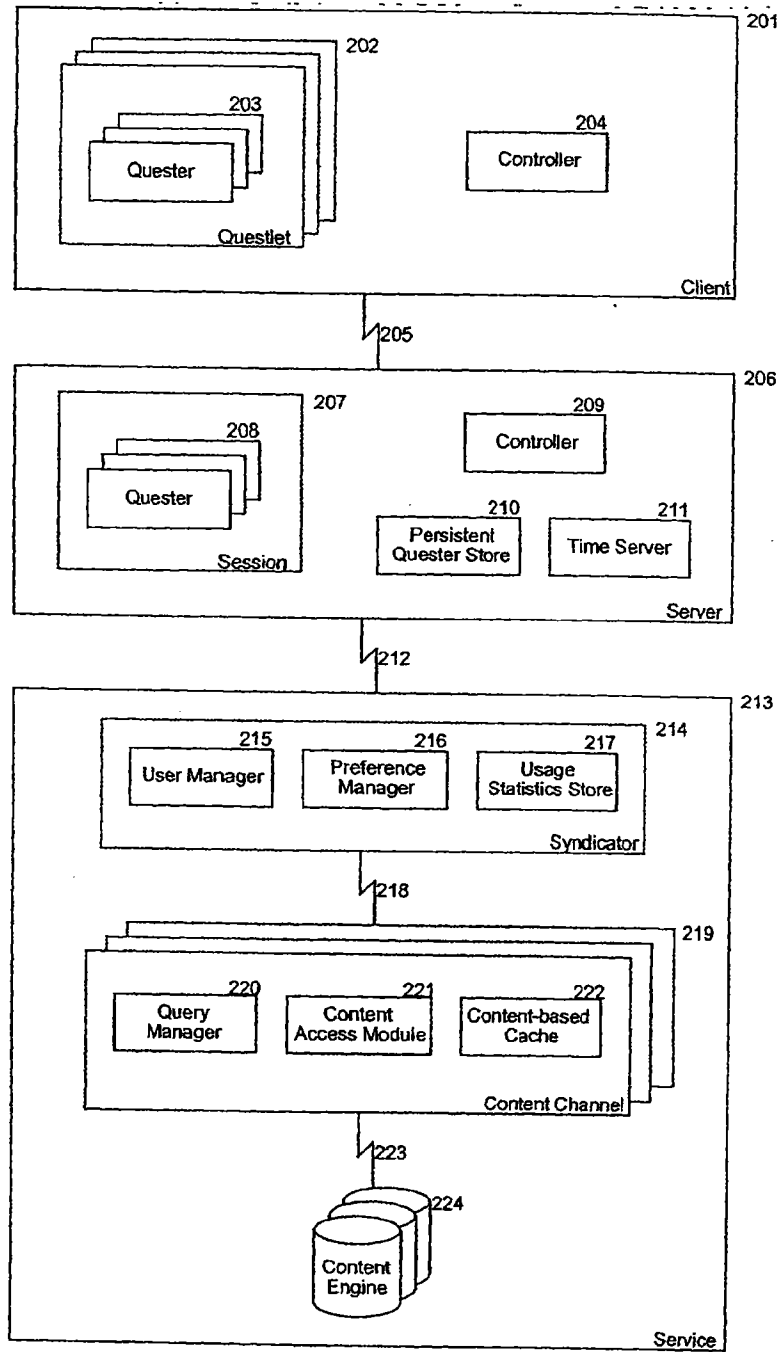 201
202
203
Quester
Questlet
204
Controller
Client
205
206
207
208
Quester
Session
209
Controller
210
Persistent
Quester Store
211
Time Server
Server
212
213
214
215
User Manager
216
Preference
Manager
217
Usage
Statistics Store
Syndicator
218
219
220
Query
Manager
221
Content
Access Module
222
Content-based
Cache
Content Channel
223
224
Content
Engine
Service